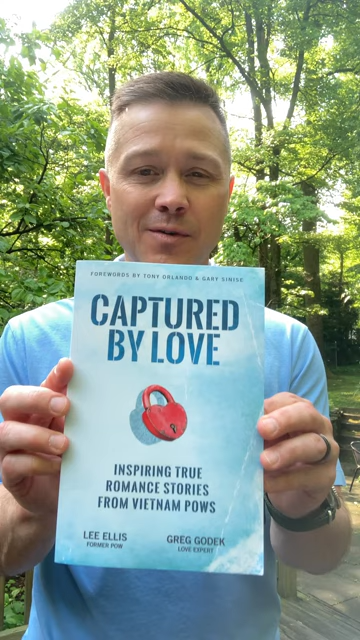 FOREWORDS BY TONY ORLANDO & GARY SINISE
CAPTURED
BY LOVE
INSPIRING TRUE
ROMANCE STORIES
FROM VIETNAM POWS
LEE ELLIS
FORMER POW
GREG GODEK
LOVE EXPERT